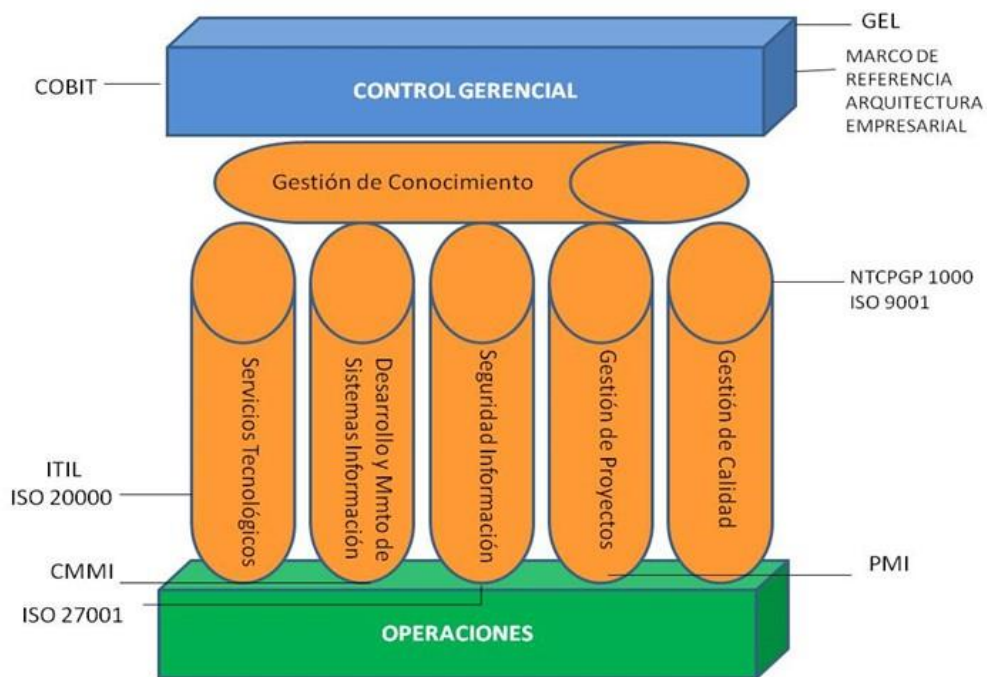 GEL
COBIT
CONTROL GERENCIAL
MARCO DE
REFERENCIA
ARQUITECTURA
EMPRESARIAL
Gestión de Conocimiento
NTCPGP 1000
ISO 9001
Servicios Tecnológicos
Desarrollo y Mmto de
Sistemas Información
Seguridad Información
Gestión de Proyectos
Gestión de Calidad
ITIL
ISO 20000
CMMI
PMI
ISO 27001
OPERACIONES